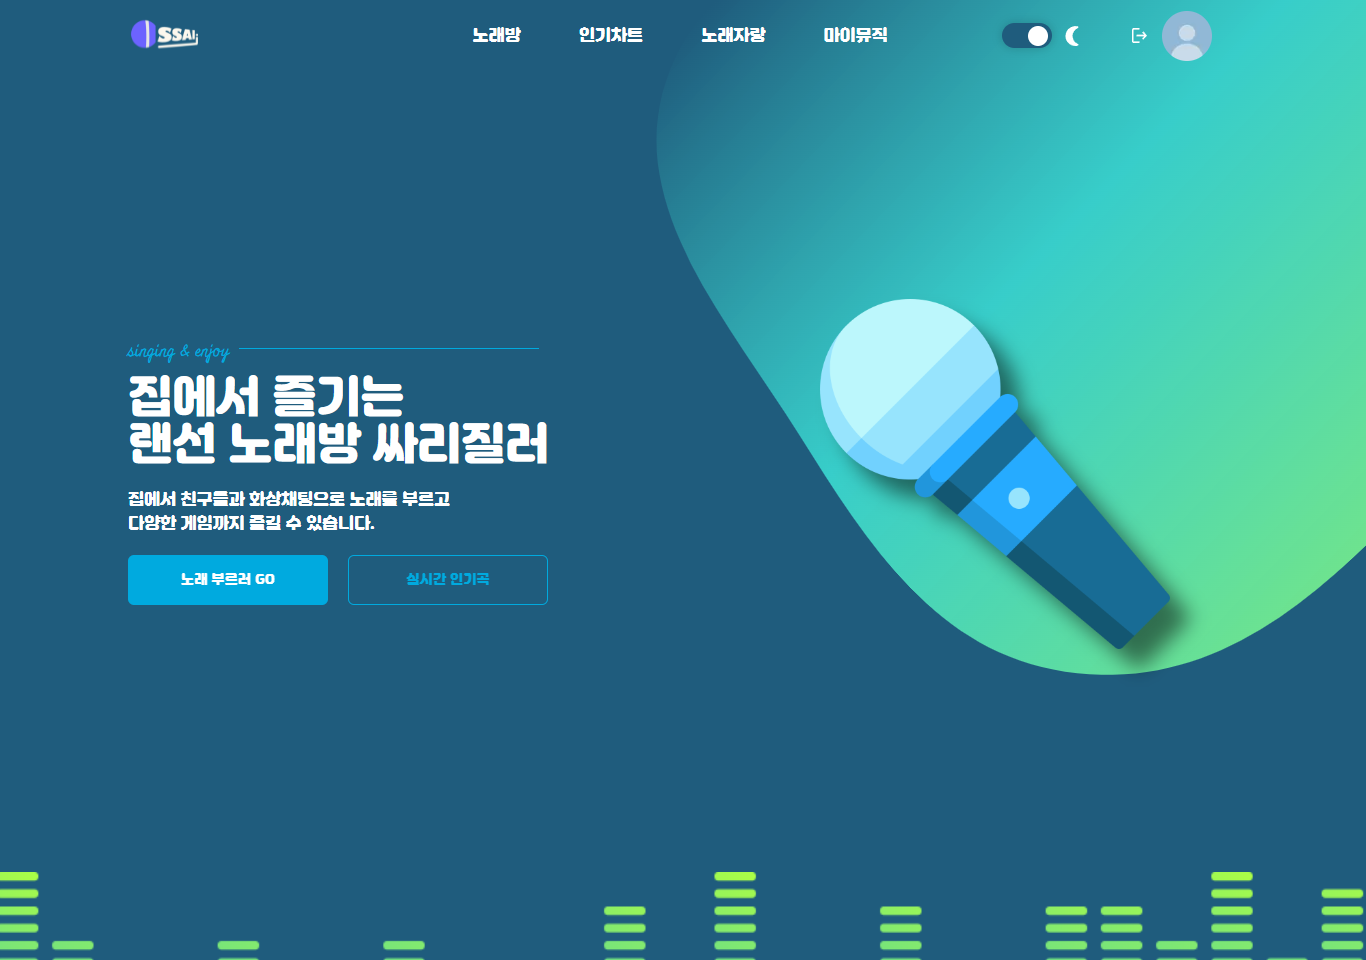 SSAI;
노래방 인기차트 노래자랑 마이뮤직
singing & enjoy
집에서 즐기는
랜선 노래방 싸리질러
집에서 친구들과 화상채팅으로 노래를 부르고
다양한 게임까지 즐길 수 있습니다.
노래 부르러 GO 실시간 인기곡